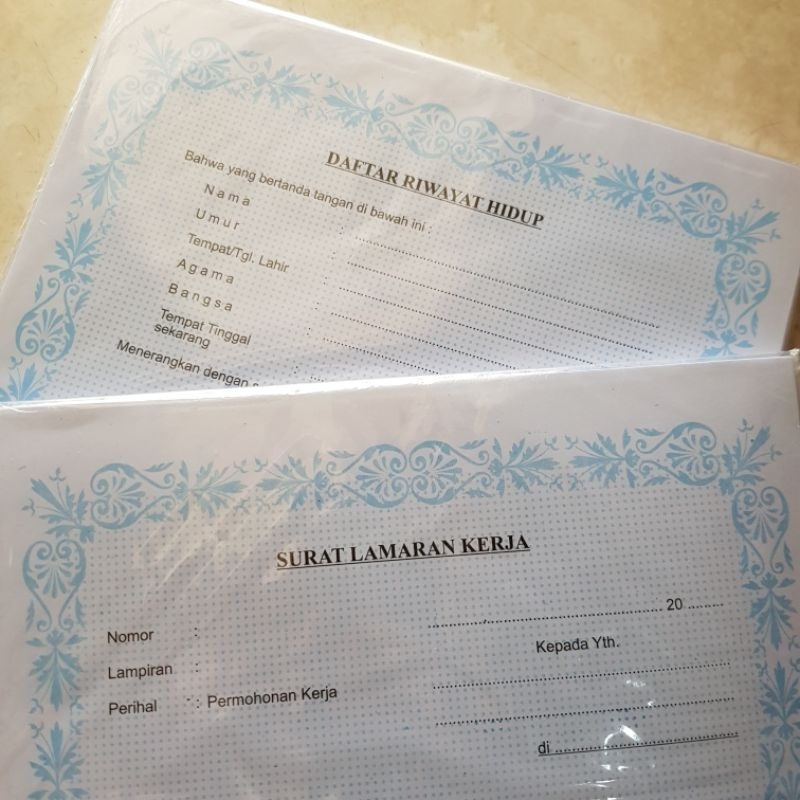 DAFTAR RIWAYAT HIDUP
Bahwa yang bertanda tangan di bawah ini :
Nama :
Umur :
Tempat/Tgl. Lahir :
Agama :
Bangsa :
Tempat Tinggal
sekarang :
Menerangkan dengan
SURAT LAMARAN KERJA
.................................................. 20 .........
Nomor :
Kepada Yth.
Lampiran :
Perihal : Permohonan Kerja
di ..................................